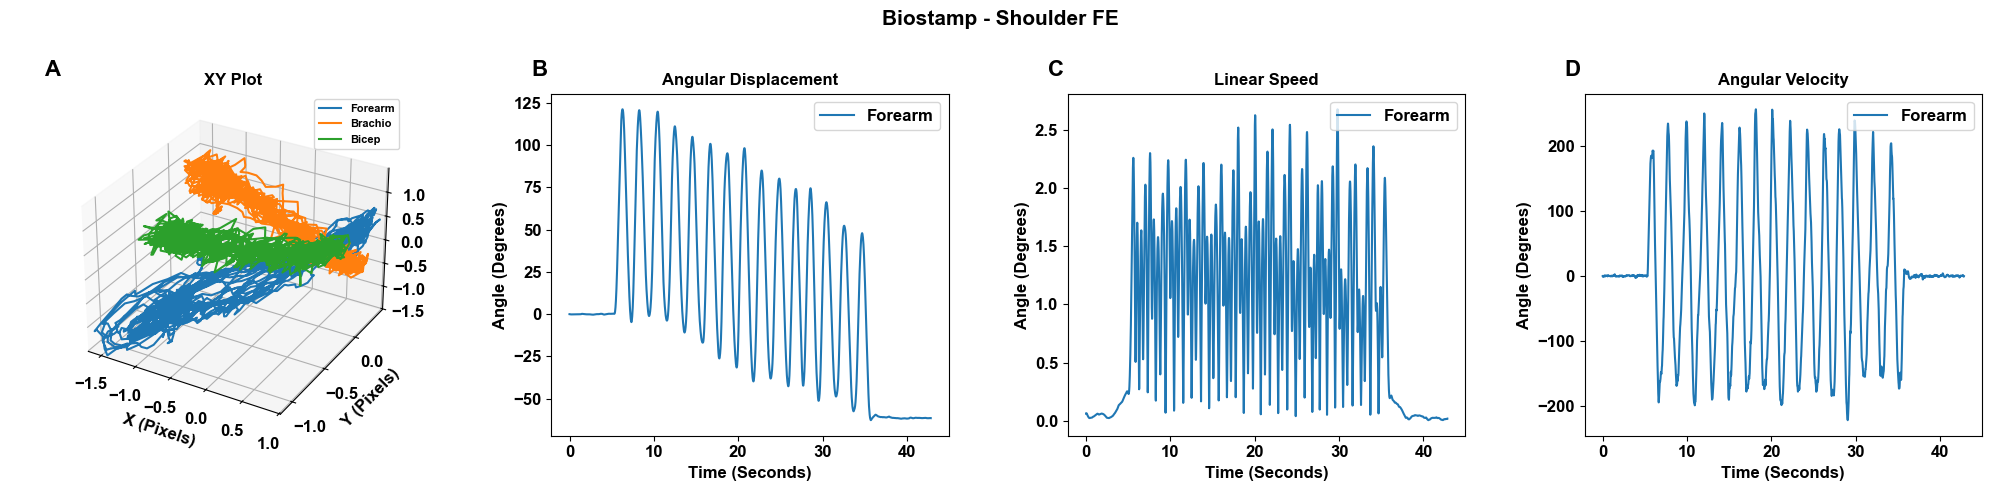 Biostamp - Shoulder FE
A
XY Plot
Forearm
Brachio
Bicep
1.0
0.5
0.0
−0.5
−1.0
−1.5
−1.5
−1.0
−0.5
0.0
0.5
1.0
X (Pixels)
−1.0
−0.5
0.0
Y (Pixels)
B
Angular Displacement
Forearm
125
100
75
50
25
0
−25
−50
Angle (Degrees)
0 10 20 30 40
Time (Seconds)
C
Linear Speed
Forearm
2.5
2.0
1.5
1.0
0.5
0.0
Angle (Degrees)
0 10 20 30 40
Time (Seconds)
D
Angular Velocity
Forearm
200
100
0
−100
−200
Angle (Degrees)
0 10 20 30 40
Time (Seconds)